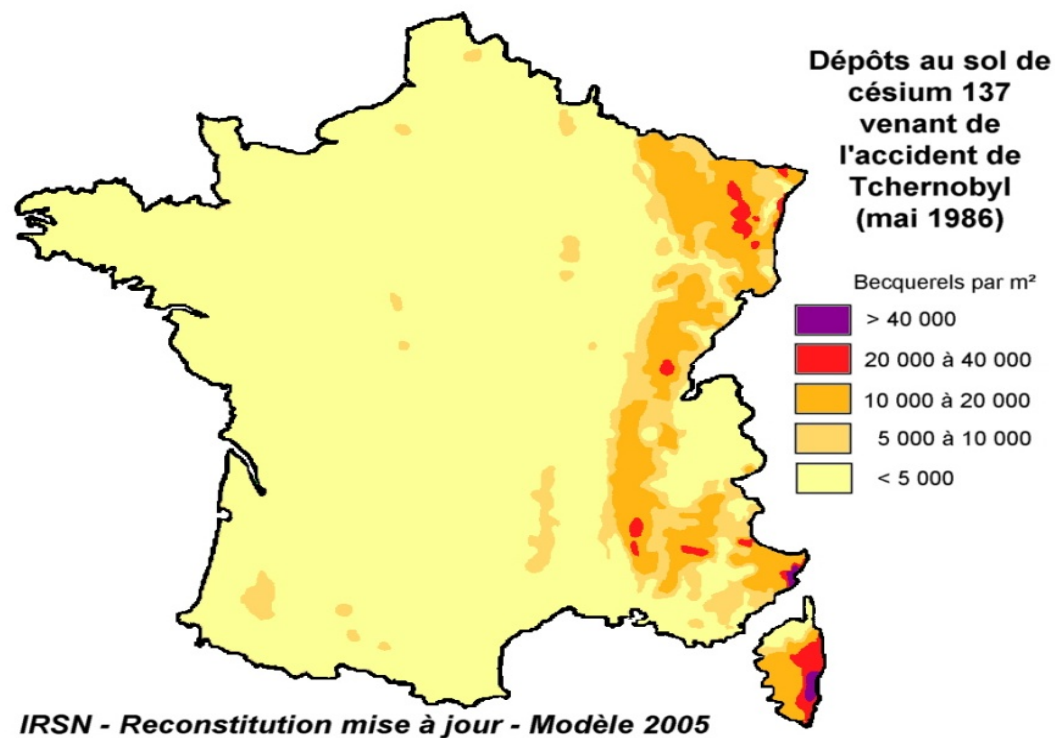 Dépôts au sol de
césium 137
venant de
l'accident de
Tchernobyl
(mai 1986)
Becquerels par m²
> 40 000
20 000 à 40 000
10 000 à 20 000
5 000 à 10 000
< 5 000
IRSN - Reconstitution mise à jour - Modèle 2005